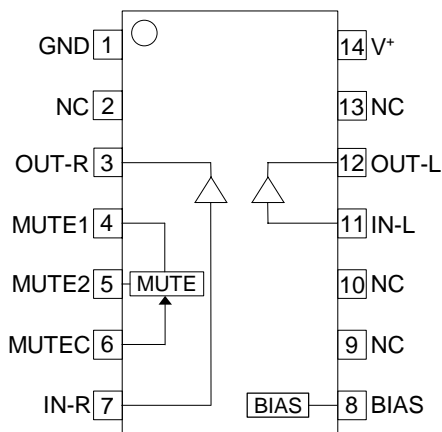 GND 1 14 V+
NC 2 13 NC
OUT-R 3 12 OUT-L
MUTE1 4 11 IN-L
MUTE2 5 MUTE 10 NC
MUTEC 6 9 NC
IN-R 7 BIAS 8 BIAS